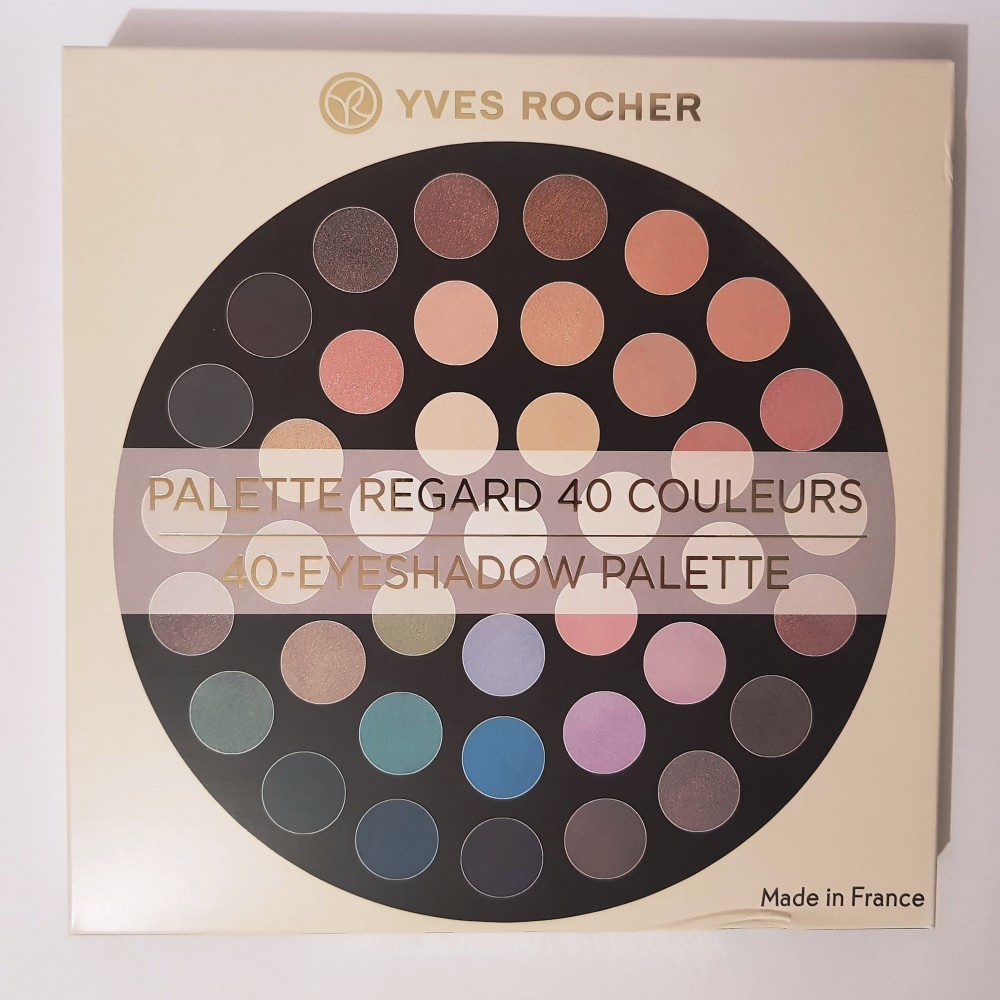 YVES ROCHER
PALETTE REGARD 40 COULEURS
40-EYESHADOW PALETTE
Made in France